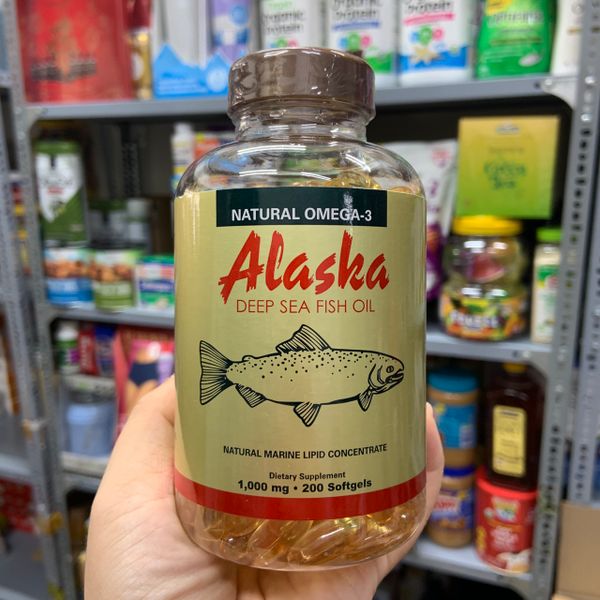 NATURAL OMEGA-3
Alaska
DEEP SEA FISH OIL
NATURAL MARINE LIPID CONCENTRATE
Dietary Supplement
1,000 mg • 200 Softgels